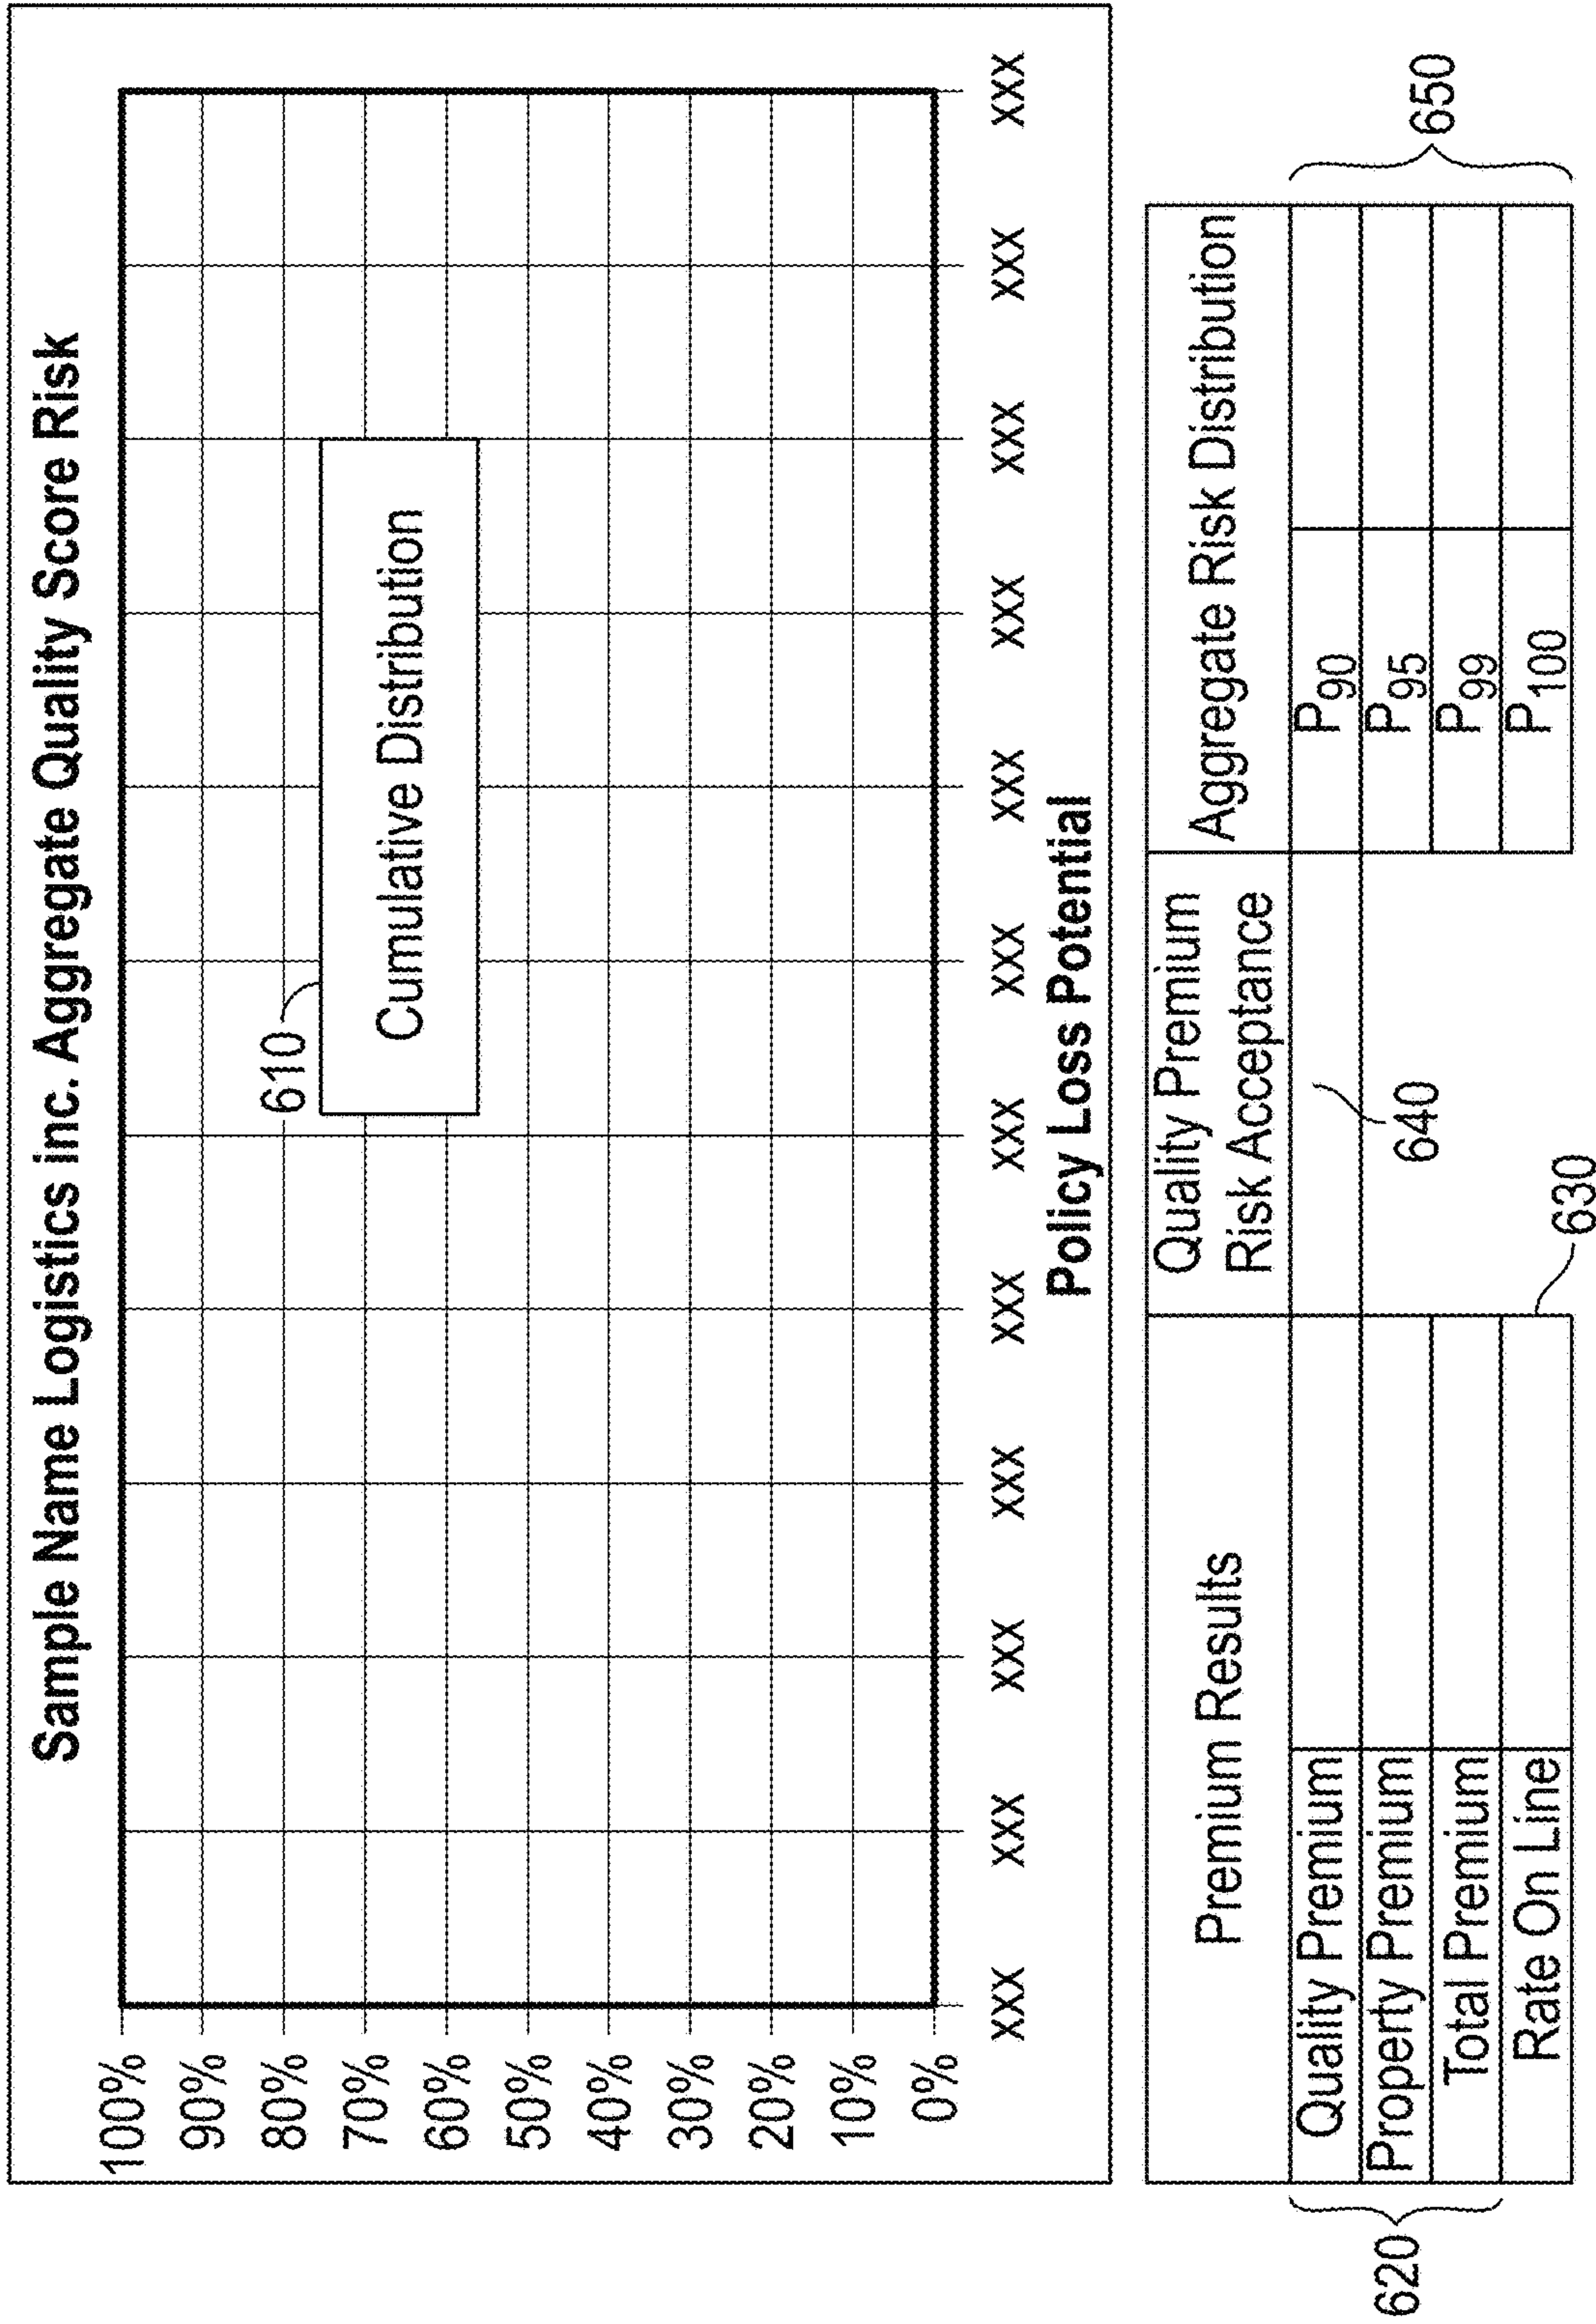 Sample Name Logistics inc. Aggregate Quality Score Risk
100%
90%
80%
70%
60%
50%
40%
30%
20%
10%
0%
610
Cumulative Distribution
XXX XXX XXX XXX XXX XXX XXX XXX XXX XXX XXX XXX
Policy Loss Potential
Premium Results
Quality Premium
Risk Acceptance
Aggregate Risk Distribution
Quality Premium
Property Premium
Total Premium
Rate On Line
P90
P95
P99
P100
620
630
640
650